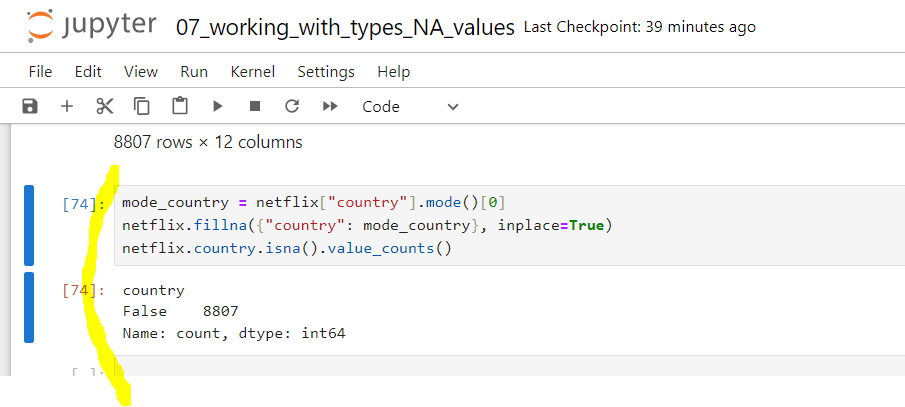 jupyter 07_working_with_types_NA_values Last Checkpoint: 39 minutes ago
File Edit View Run Kernel Settings Help
Code
8807 rows × 12 columns
[74]: mode_country = netflix["country"].mode()[0]
netflix.fillna({"country": mode_country}, inplace=True)
netflix.country.isna().value_counts()
[74]: country
False    8807
Name: count, dtype: int64
[ ]: